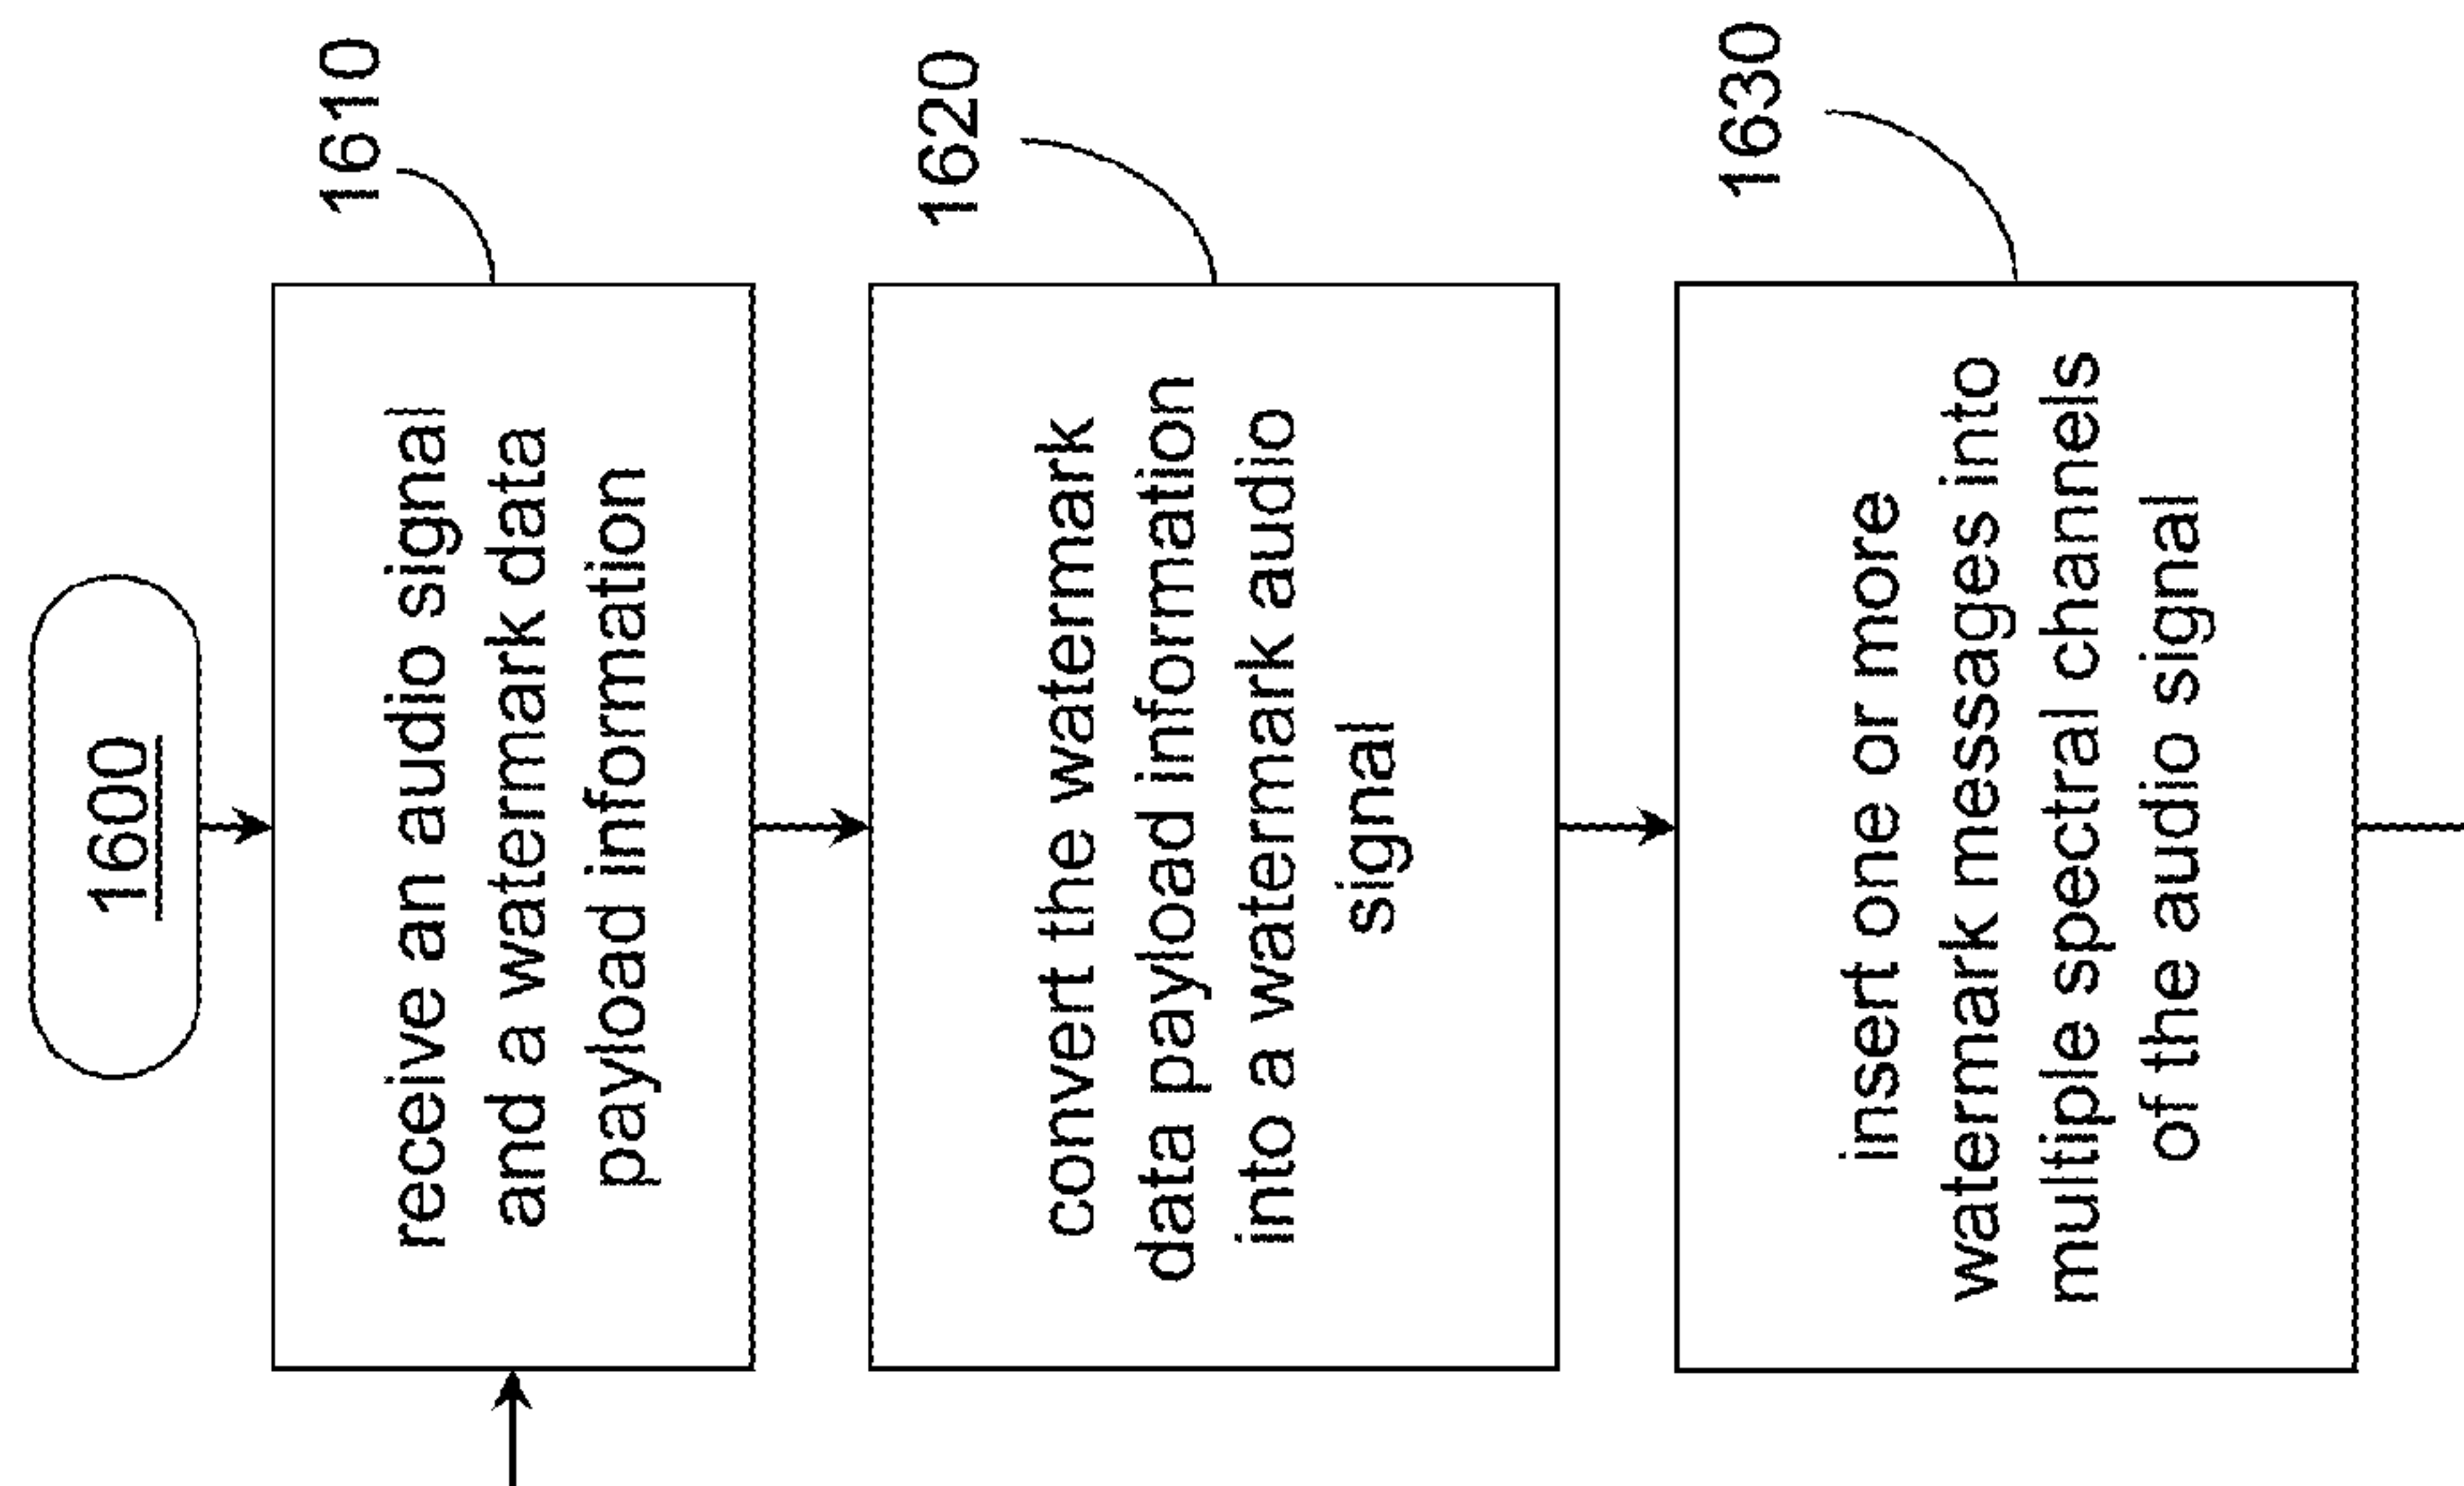 1600
1610
receive an audio signal
and a watermark data
payload information
1620
convert the watermark
data payload information
into a watermark audio
signal
1630
insert one or more
watermark messages into
multiple spectral channels
of the audio signal